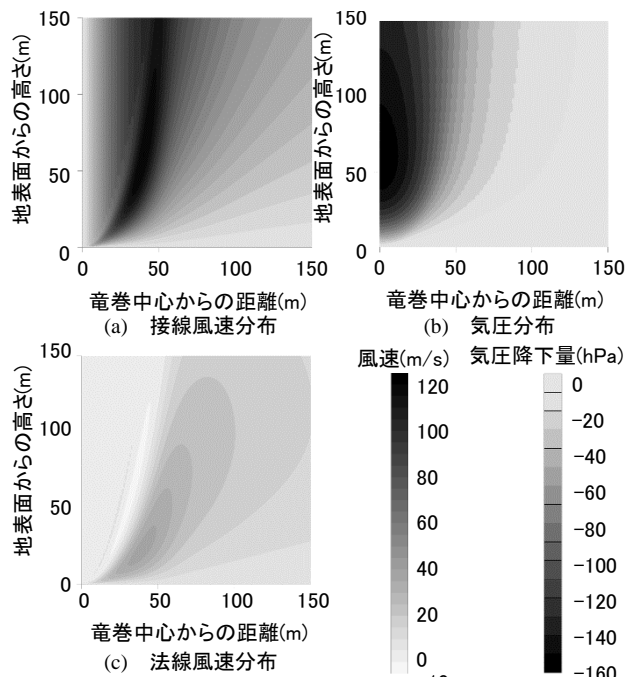 地表面からの高さ(m)
150
100
50
0
0 50 100 150
竜巻中心からの距離(m)
(a) 接線風速分布
地表面からの高さ(m)
150
100
50
0
0 50 100 150
竜巻中心からの距離(m)
(b) 気圧分布
地表面からの高さ(m)
150
100
50
0
0 50 100 150
竜巻中心からの距離(m)
(c) 法線風速分布
風速(m/s)
120
100
80
60
40
20
0
気圧降下量(hPa)
0
-20
-40
-60
-80
-100
-120
-140
-160